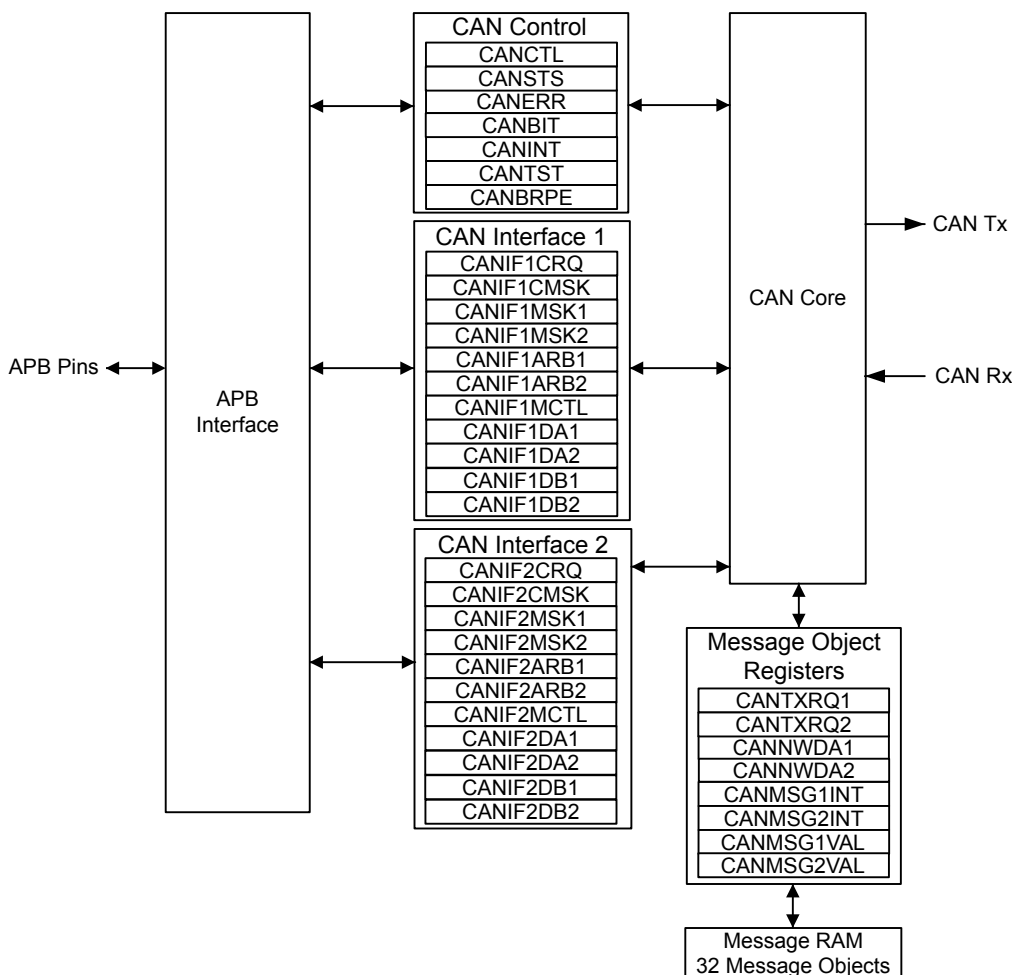 APB Pins
APB
Interface
CAN Control
CANCTL
CANSTS
CANERR
CANBIT
CANINT
CANTST
CANBRPE
CAN Interface 1
CANIF1CRQ
CANIF1CMSK
CANIF1MSK1
CANIF1MSK2
CANIF1ARB1
CANIF1ARB2
CANIF1MCTL
CANIF1DA1
CANIF1DA2
CANIF1DB1
CANIF1DB2
CAN Interface 2
CANIF2CRQ
CANIF2CMSK
CANIF2MSK1
CANIF2MSK2
CANIF2ARB1
CANIF2ARB2
CANIF2MCTL
CANIF2DA1
CANIF2DA2
CANIF2DB1
CANIF2DB2
CAN Core
CAN Tx
CAN Rx
Message Object
Registers
CANTXRQ1
CANTXRQ2
CANNWDA1
CANNWDA2
CANMSG1INT
CANMSG2INT
CANMSG1VAL
CANMSG2VAL
Message RAM
32 Message Objects